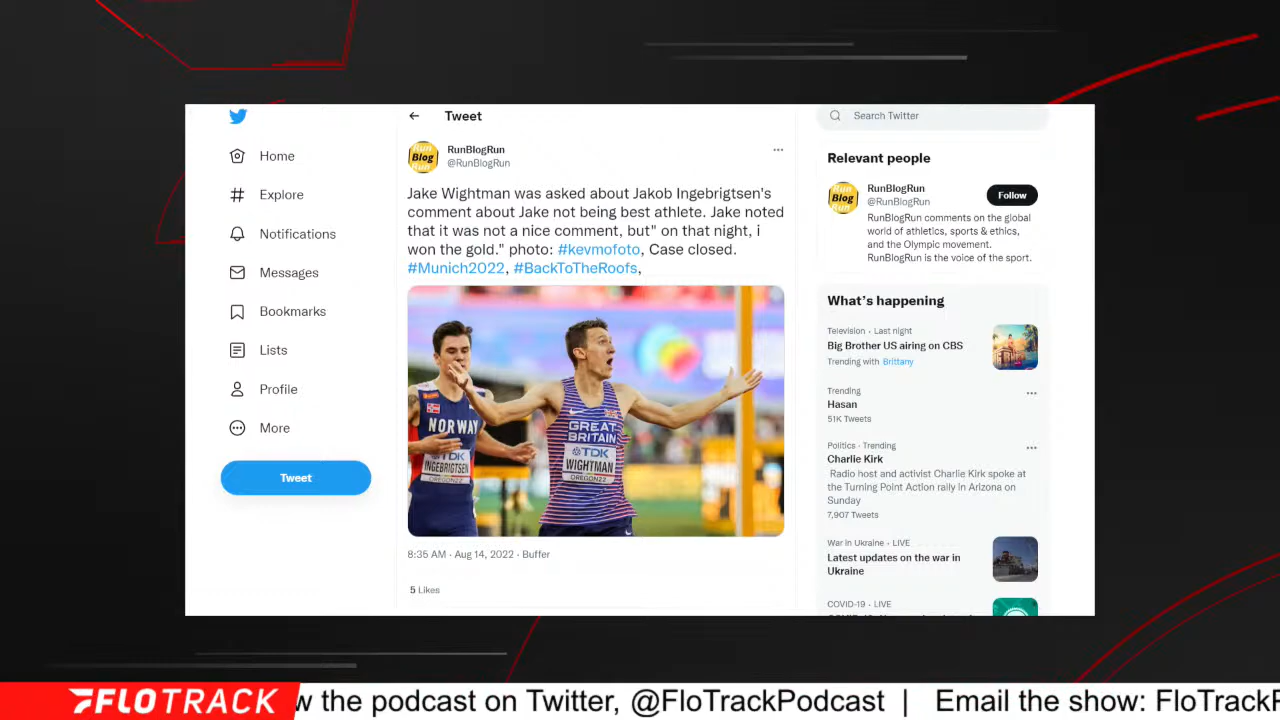 Home
Explore
Notifications
Messages
Bookmarks
Lists
Profile
More
Tweet
Tweet
RunBlogRun
@RunBlogRun
Jake Wightman was asked about Jakob Ingebrigtsen's
comment about Jake not being best athlete. Jake noted
that it was not a nice comment, but" on that night, i
won the gold." photo: #kevmofoto, Case closed.
#Munich2022, #BackToTheRoofs,
NORWAY
TDK
INGEBRIGTSEN
OREGON22
GREAT
BRITAIN
TDK
WIGHTMAN
OREGON22
8:35 AM · Aug 14, 2022 · Buffer
5 Likes
Search Twitter
Relevant people
Run
Blog
Run
RunBlogRun
@RunBlogRun
Follow
RunBlogRun comments on the global
world of athletics, sports & ethics,
and the Olympic movement.
RunBlogRun is the voice of the sport.
What's happening
Television · Last night
Big Brother US airing on CBS
Trending with Brittany
Trending
Hasan
51K Tweets
Politics · Trending
Charlie Kirk
Radio host and activist Charlie Kirk spoke at
the Turning Point Action rally in Arizona on
Sunday
7,907 Tweets
War in Ukraine · LIVE
Latest updates on the war in
Ukraine
COVID-19 · LIVE
FLOTRACK
w the podcast on Twitter, @FloTrackPodcast | Email the show: FloTrackP